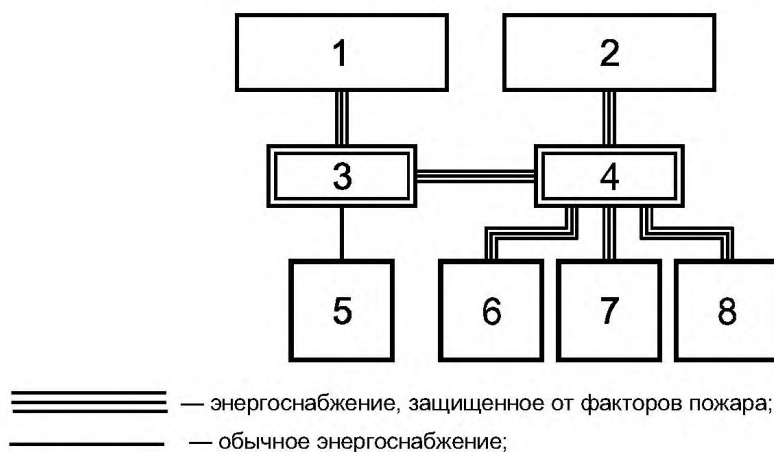 1 2
3 4
5 6 7 8
— энергоснабжение, защищенное от факторов пожара;
— обычное энергоснабжение;